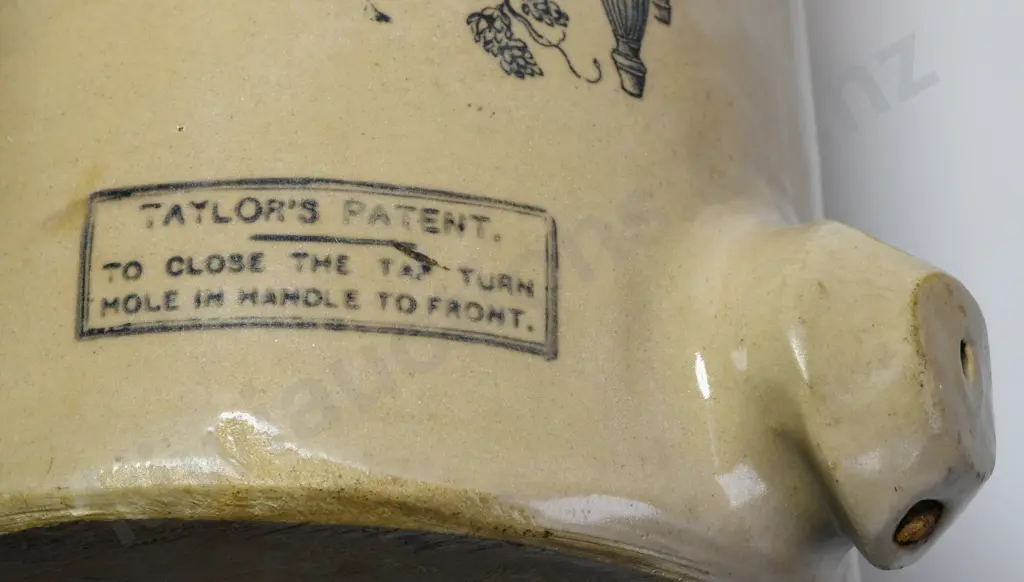 TAYLOR'S PATENT.
TO CLOSE THE TAP TURN
HOLE IN HANDLE TO FRONT.